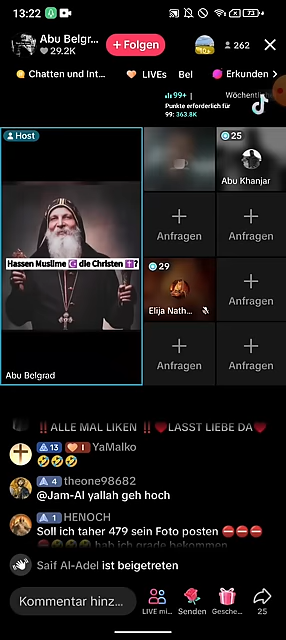 13:22
Abu Belgr...
29.2K
+ Folgen
262
Chatten und Int...
LIVEs
Bel
Erkunden
99+
Wöchentli
Punkte erforderlich für
99: 363.8K
Host
25
Abu Khanjar
Anfragen
Anfragen
Hassen Muslime die Christen ?
29
Elija Nath...
Anfragen
Anfragen
Anfragen
Abu Belgrad
ALLE MAL LIKEN ‼️❤️LASST LIEBE DA❤️
13 I YaMalko
🤣🤣🤣
4 theone98682
@Jam-Al yallah geh hoch
1 HENOCH
Soll ich taher 479 sein Foto posten ⛔⛔⛔
hab ich grade bekommen
Saif Al-Adel ist beigetreten
Kommentar hinz...
LIVE mi...
Senden
Gesche...
25